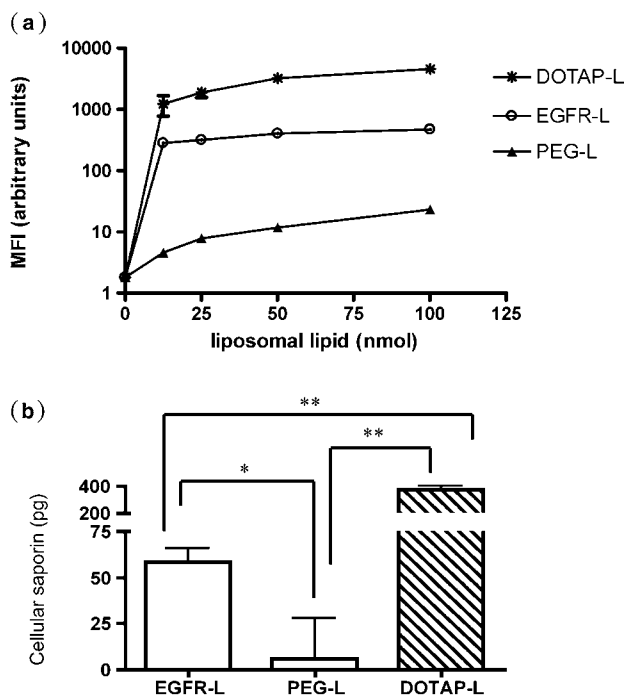 (a)
10000
1000
100
10
1
MFI (arbitrary units)
0 25 50 75 100 125
liposomal lipid (nmol)
DOTAP-L
EGFR-L
PEG-L
(b)
**
**
*
400
200
75
50
25
0
Cellular saporin (pg)
EGFR-L PEG-L DOTAP-L